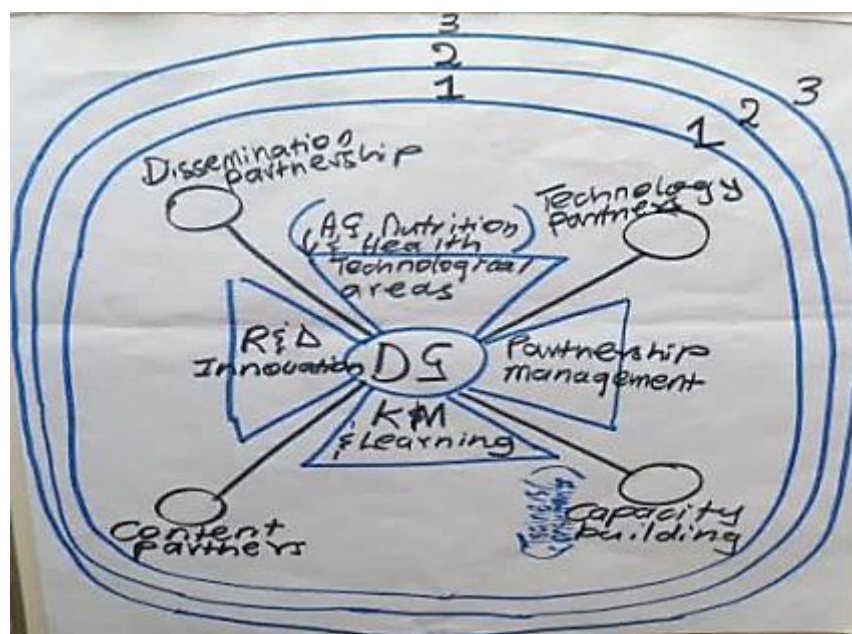 3
2
1
3
2
1
Dissemination
partnership
Technology
partners
(AG, Nutrition)
& Health
Technological
areas
R&D
Innovation
DG
Partnership
management
KM
& Learning
Content
partners
Capacity
building